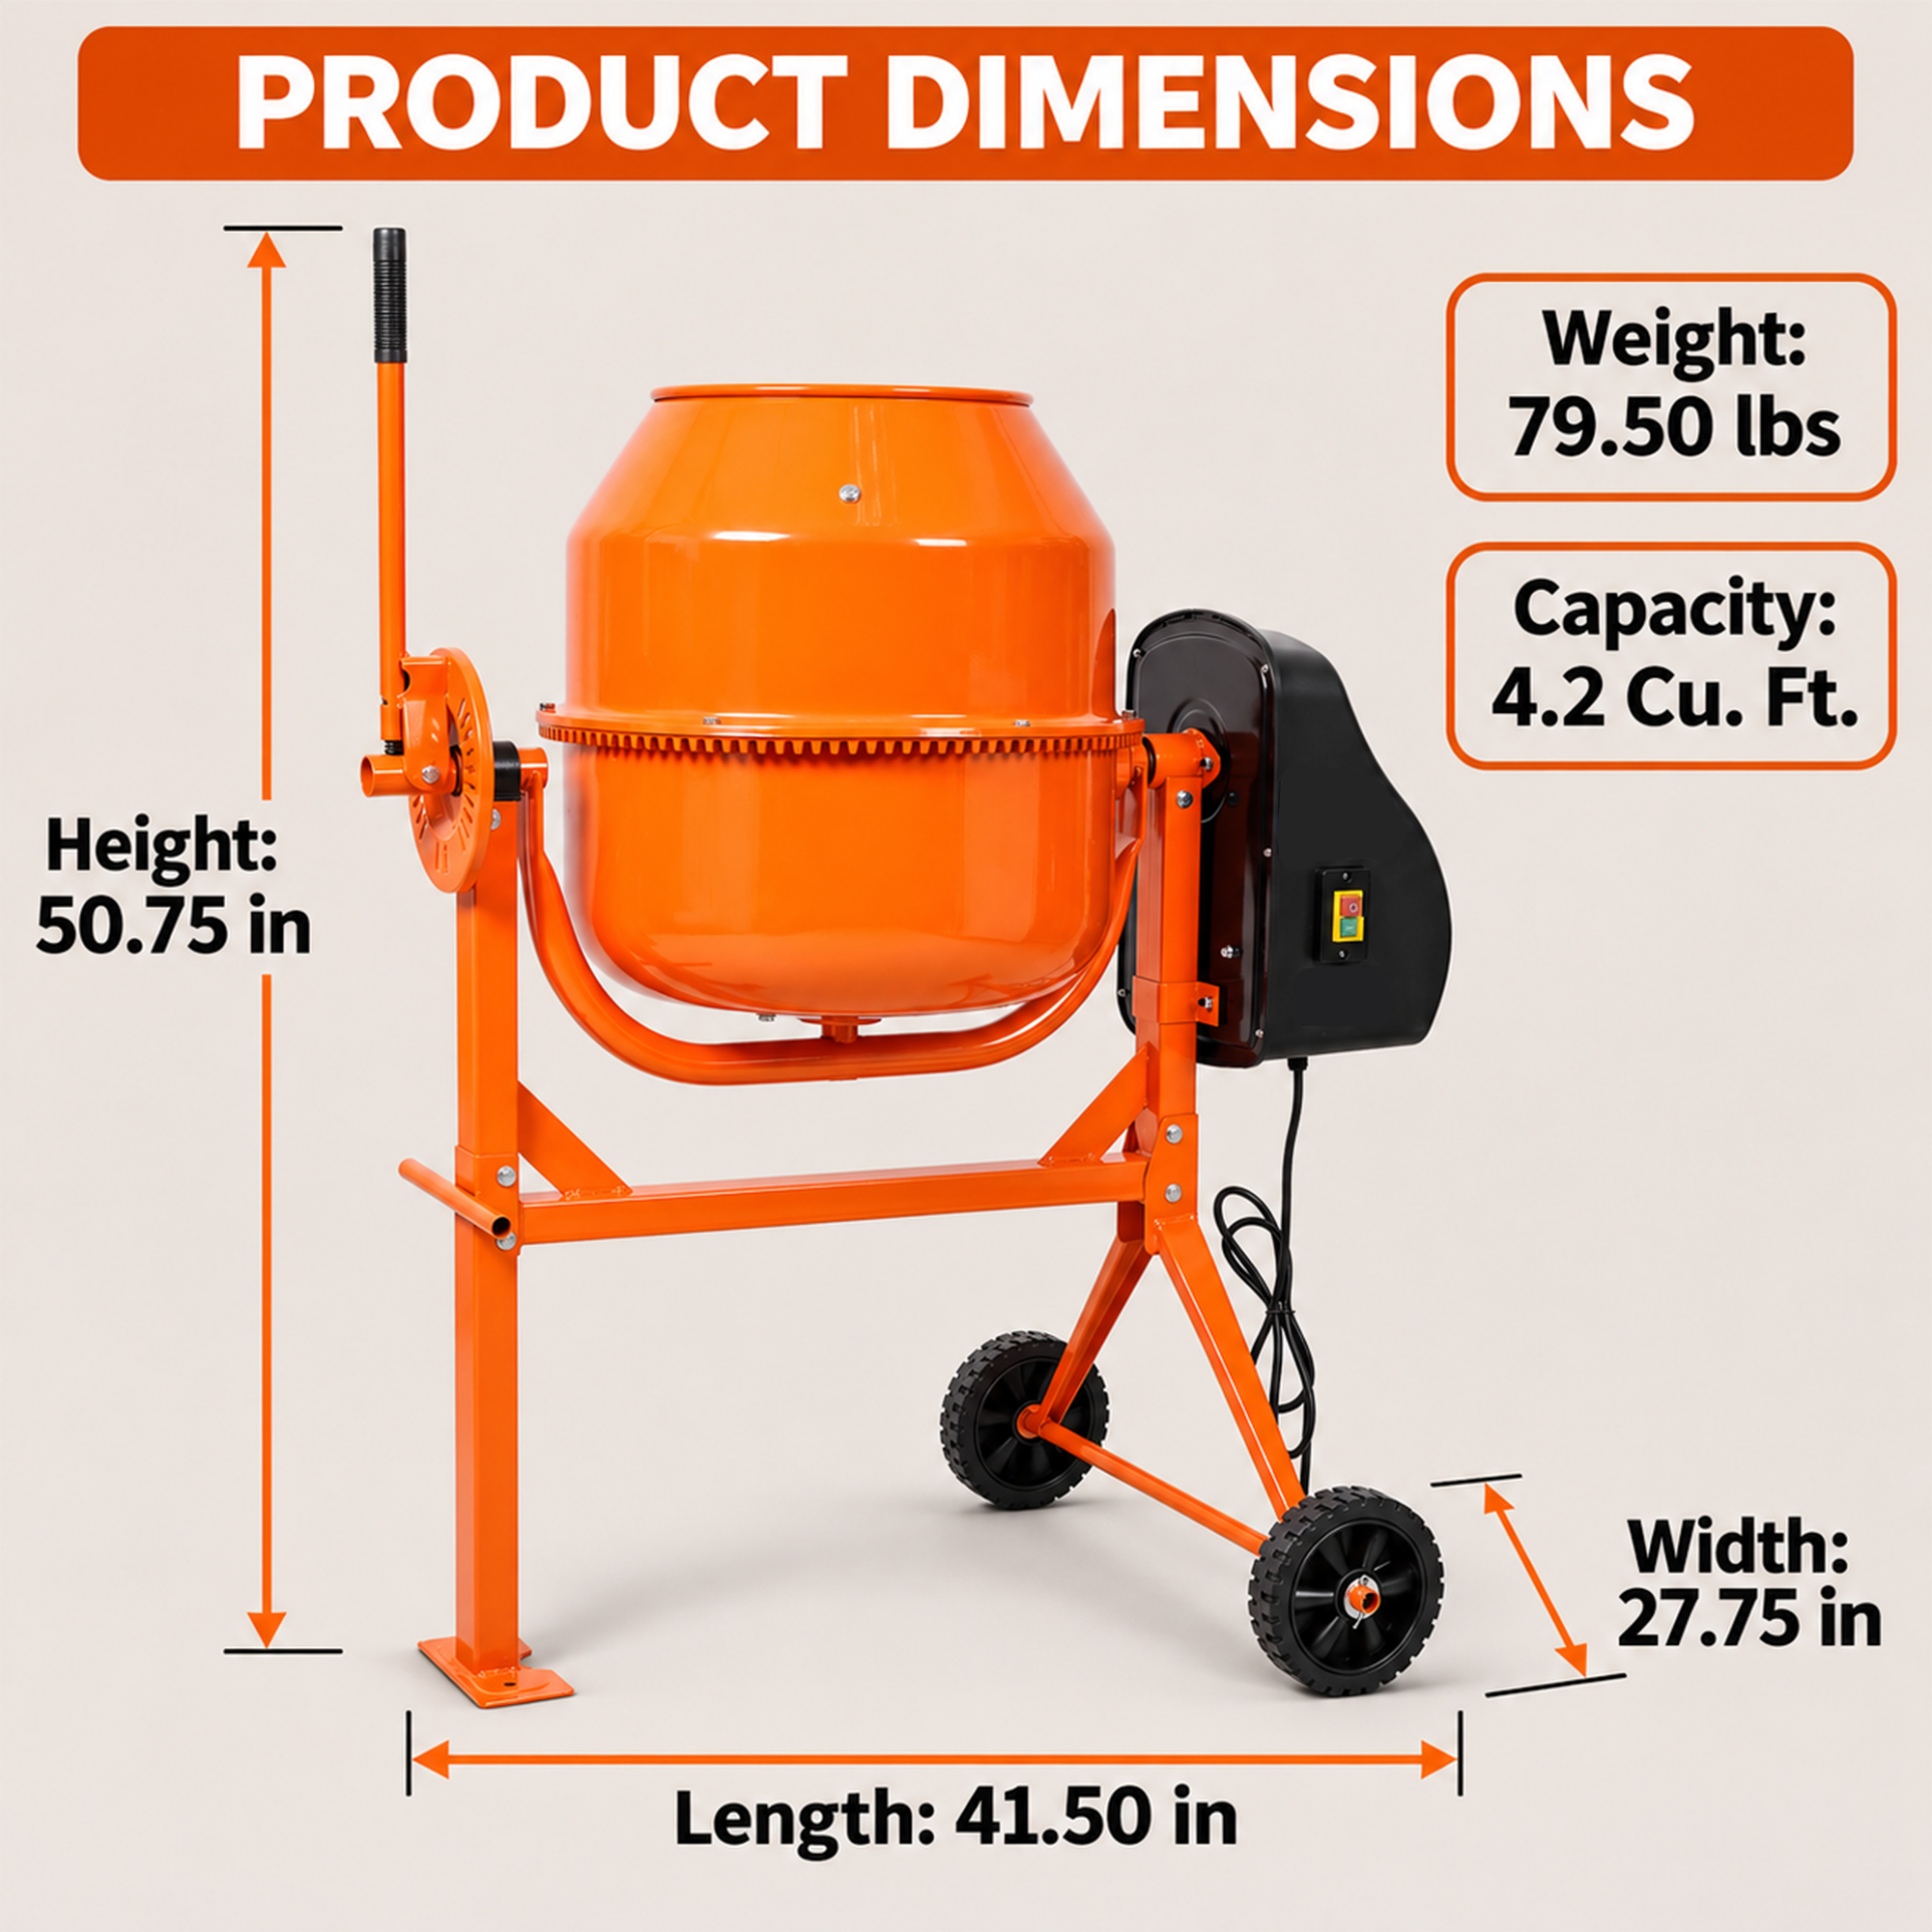 PRODUCT DIMENSIONS
Weight:
79.50 lbs
Capacity:
4.2 Cu. Ft.
Height:
50.75 in
Width:
27.75 in
Length: 41.50 in